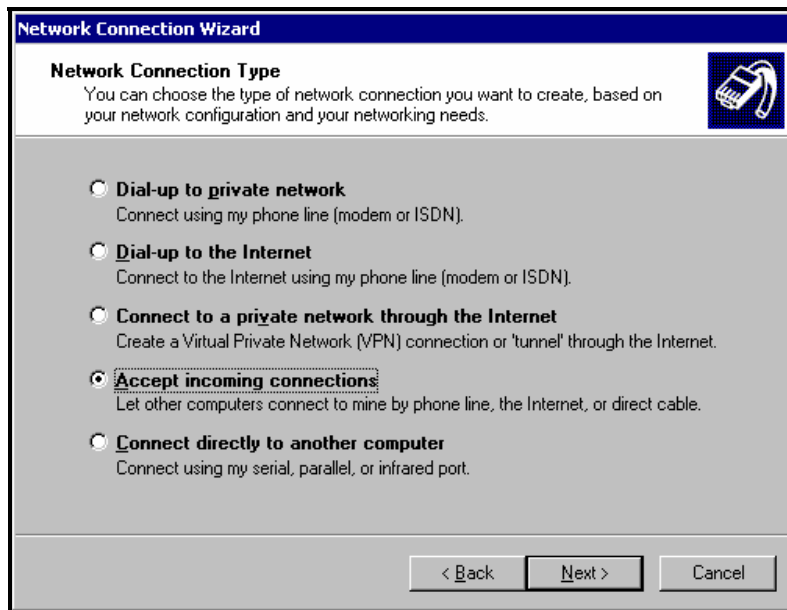 Network Connection Wizard
Network Connection Type
You can choose the type of network connection you want to create, based on
your network configuration and your networking needs.
Dial-up to private network
Connect using my phone line (modem or ISDN).
Dial-up to the Internet
Connect to the Internet using my phone line (modem or ISDN).
Connect to a private network through the Internet
Create a Virtual Private Network (VPN) connection or 'tunnel' through the Internet.
Accept incoming connections
Let other computers connect to mine by phone line, the Internet, or direct cable.
Connect directly to another computer
Connect using my serial, parallel, or infrared port.
< Back Next > Cancel